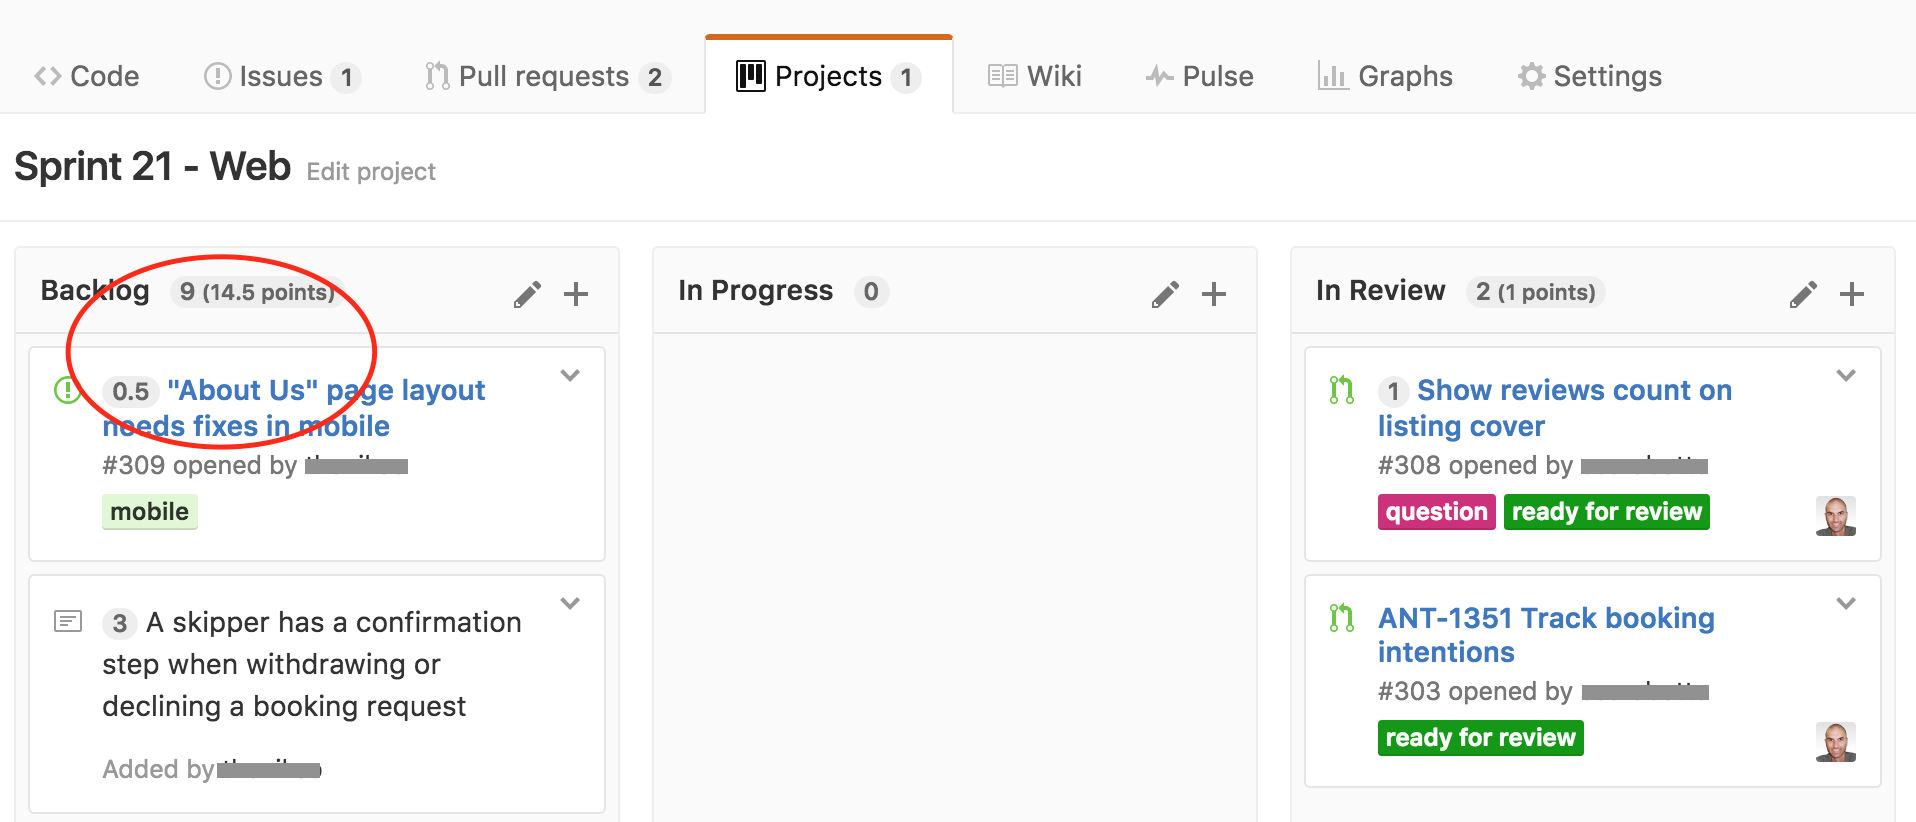 Code Issues 1 Pull requests 2 Projects 1 Wiki Pulse Graphs Settings
Sprint 21 - Web Edit project
Backlog 9 (14.5 points)
0.5 "About Us" page layout
needs fixes in mobile
#309 opened by
mobile
3 A skipper has a confirmation
step when withdrawing or
declining a booking request
Added by
In Progress 0
In Review 2 (1 points)
1 Show reviews count on
listing cover
#308 opened by
question ready for review
ANT-1351 Track booking
intentions
#303 opened by
ready for review